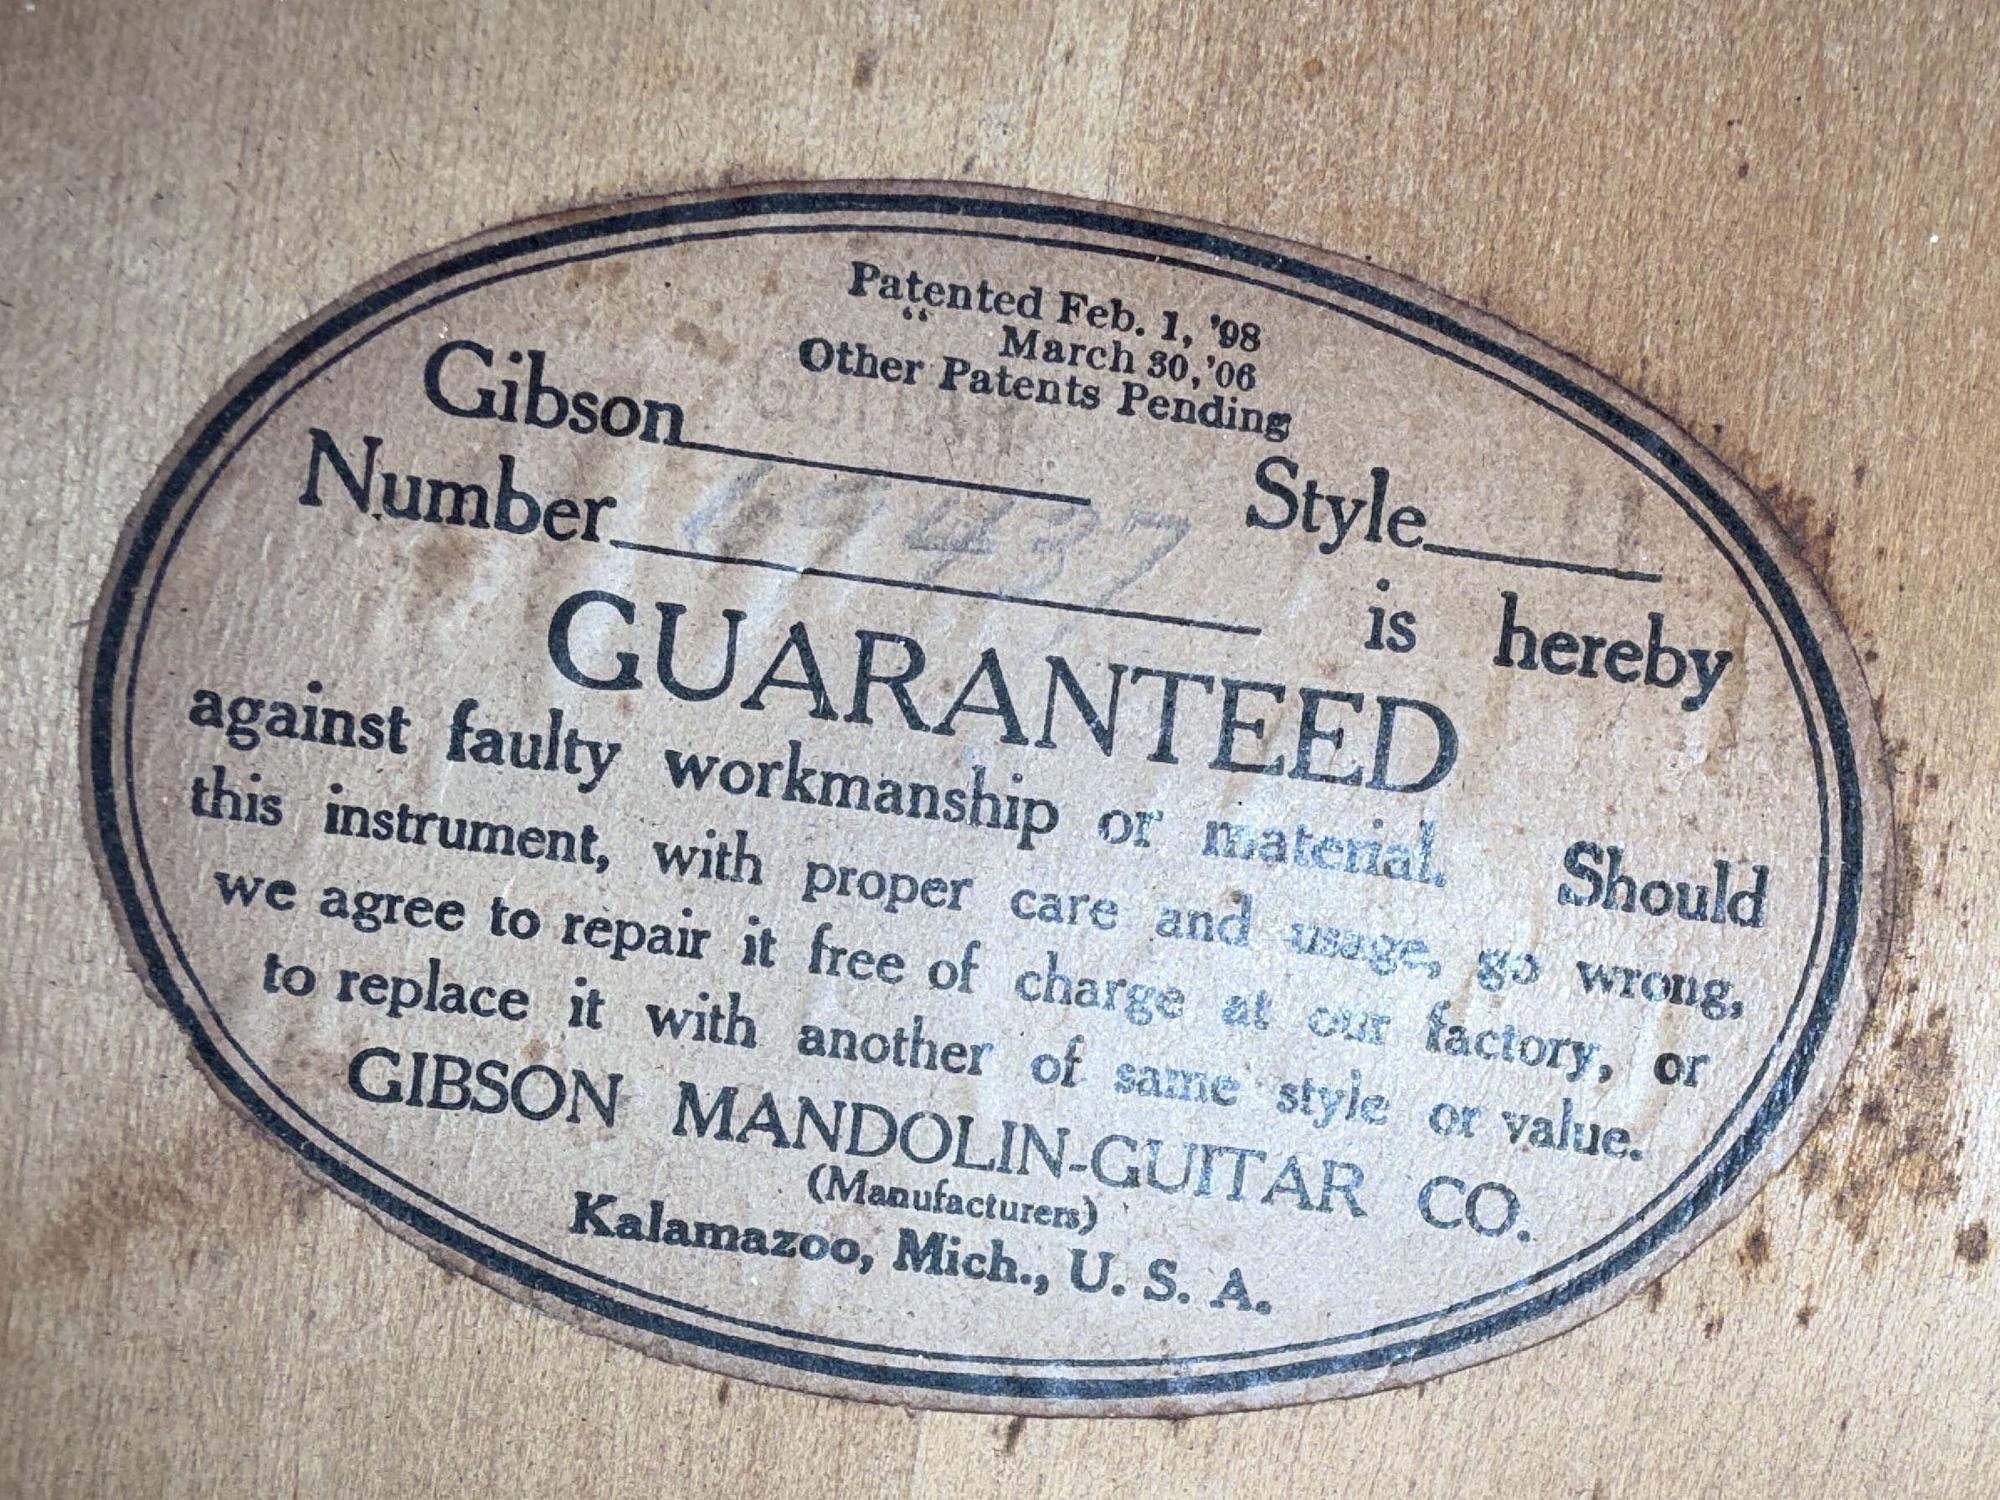 Patented Feb. 1, '98
“ March 30, '06
Other Patents Pending
Gibson Style
Number is hereby
GUARANTEED
against faulty workmanship or material. Should
this instrument, with proper care and usage, go wrong,
we agree to repair it free of charge at our factory, or
to replace it with another of same style or value.
GIBSON MANDOLIN-GUITAR CO.
(Manufacturers)
Kalamazoo, Mich., U. S. A.